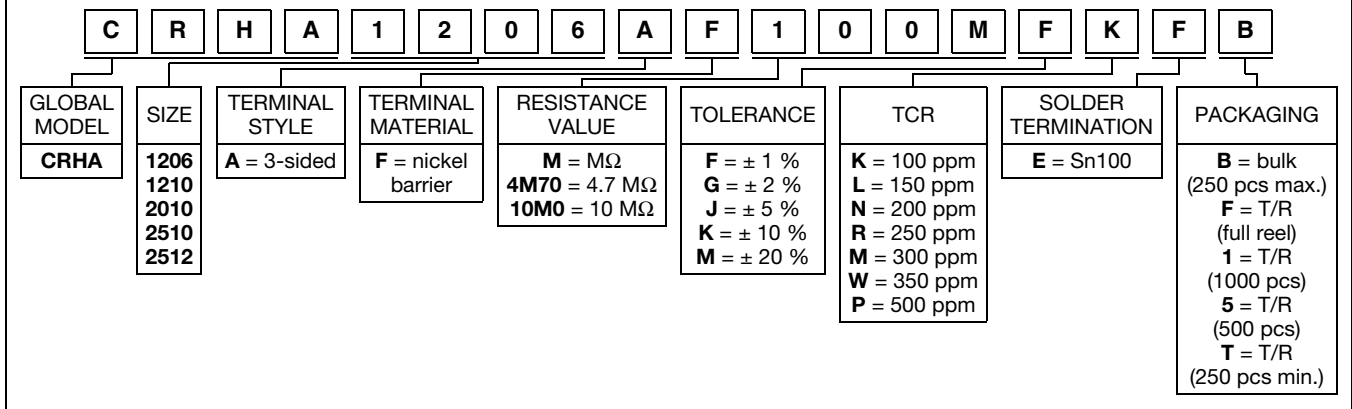 C R H A 1 2 0 6 A F 1 0 0 M F K F B
GLOBAL
MODEL
CRHA
SIZE
1206
1210
2010
2510
2512
TERMINAL
STYLE
A = 3-sided
TERMINAL
MATERIAL
F = nickel
barrier
RESISTANCE
VALUE
M = MΩ
4M70 = 4.7 MΩ
10M0 = 10 MΩ
TOLERANCE
F = ± 1 %
G = ± 2 %
J = ± 5 %
K = ± 10 %
M = ± 20 %
TCR
K = 100 ppm
L = 150 ppm
N = 200 ppm
R = 250 ppm
M = 300 ppm
W = 350 ppm
P = 500 ppm
SOLDER
TERMINATION
E = Sn100
PACKAGING
B = bulk
(250 pcs max.)
F = T/R
(full reel)
1 = T/R
(1000 pcs)
5 = T/R
(500 pcs)
T = T/R
(250 pcs min.)